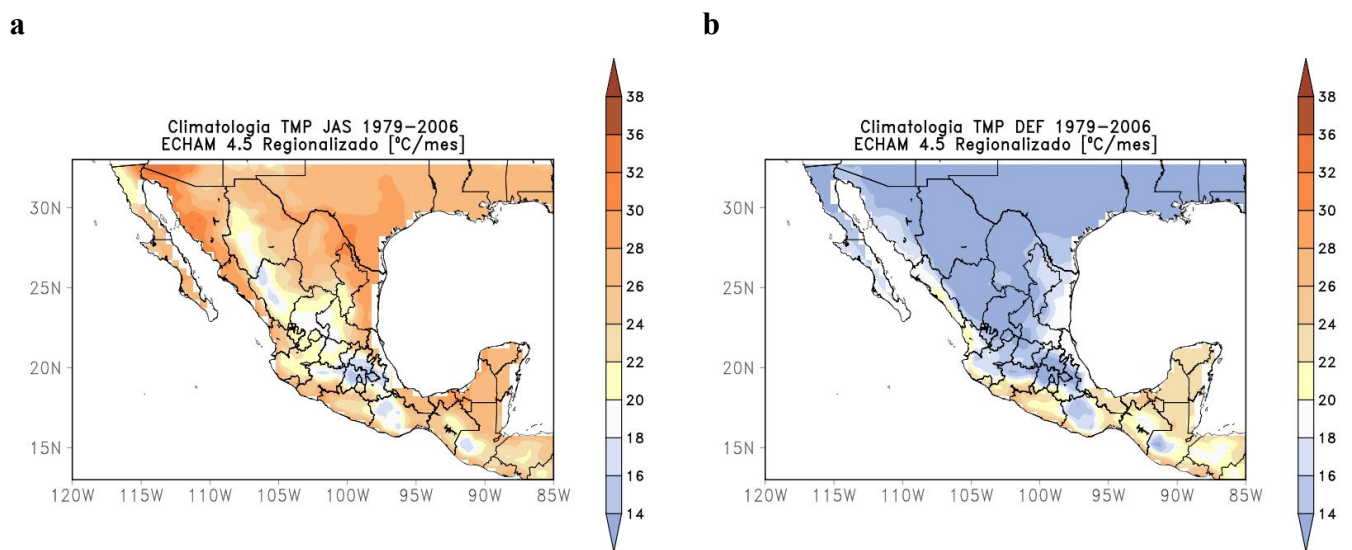 a
b
Climatologia TMP JAS 1979-2006
ECHAM 4.5 Regionalizado [ºC/mes]
30N
25N
20N
15N
120W 115W 110W 105W 100W 95W 90W 85W
38
36
34
32
30
28
26
24
22
20
18
16
14
Climatologia TMP DEF 1979-2006
ECHAM 4.5 Regionalizado [ºC/mes]
30N
25N
20N
15N
120W 115W 110W 105W 100W 95W 90W 85W
38
36
34
32
30
28
26
24
22
20
18
16
14